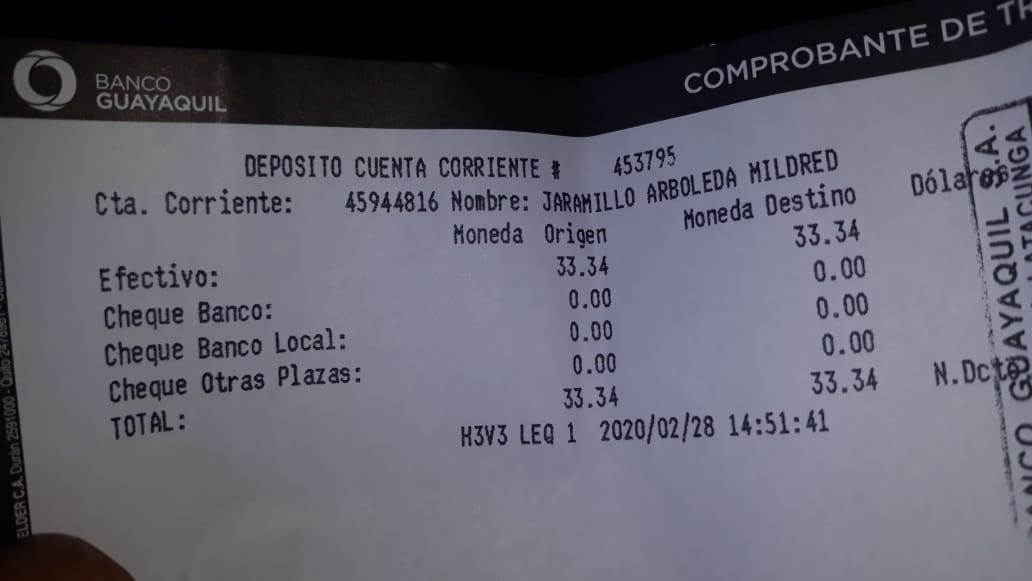 BANCO
GUAYAQUIL
COMPROBANTE DE TR
DEPOSITO CUENTA CORRIENTE # 453795
Cta. Corriente: 45944816 Nombre: JARAMILLO ARBOLEDA MILDRED
Moneda Origen Moneda Destino Dólares
Efectivo: 33.34 33.34
Cheque Banco: 0.00 0.00
Cheque Banco Local: 0.00 0.00
Cheque Otras Plazas: 0.00 0.00
TOTAL: 33.34 33.34 N.Dcto
H3V3 LEQ 1 2020/02/28 14:51:41
BANCO GUAYAQUIL S.A.
LATACUNGA
ELDER C.A. Durán 2591000 - Quito